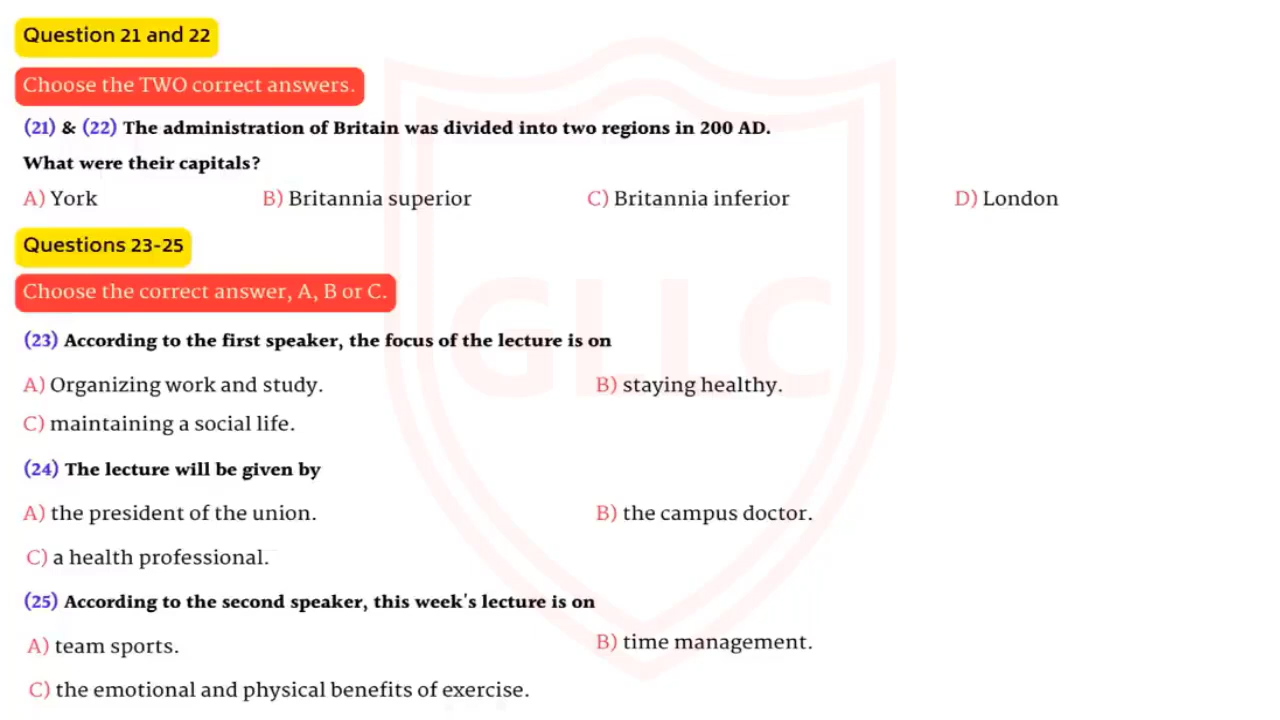 Question 21 and 22
Choose the TWO correct answers.
(21) & (22) The administration of Britain was divided into two regions in 200 AD.
What were their capitals?
A) York B) Britannia superior C) Britannia inferior D) London
Questions 23-25
Choose the correct answer, A, B or C.
GLLC
(23) According to the first speaker, the focus of the lecture is on
A) Organizing work and study. B) staying healthy.
C) maintaining a social life.
(24) The lecture will be given by
A) the president of the union. B) the campus doctor.
C) a health professional.
(25) According to the second speaker, this week's lecture is on
A) team sports. B) time management.
C) the emotional and physical benefits of exercise.